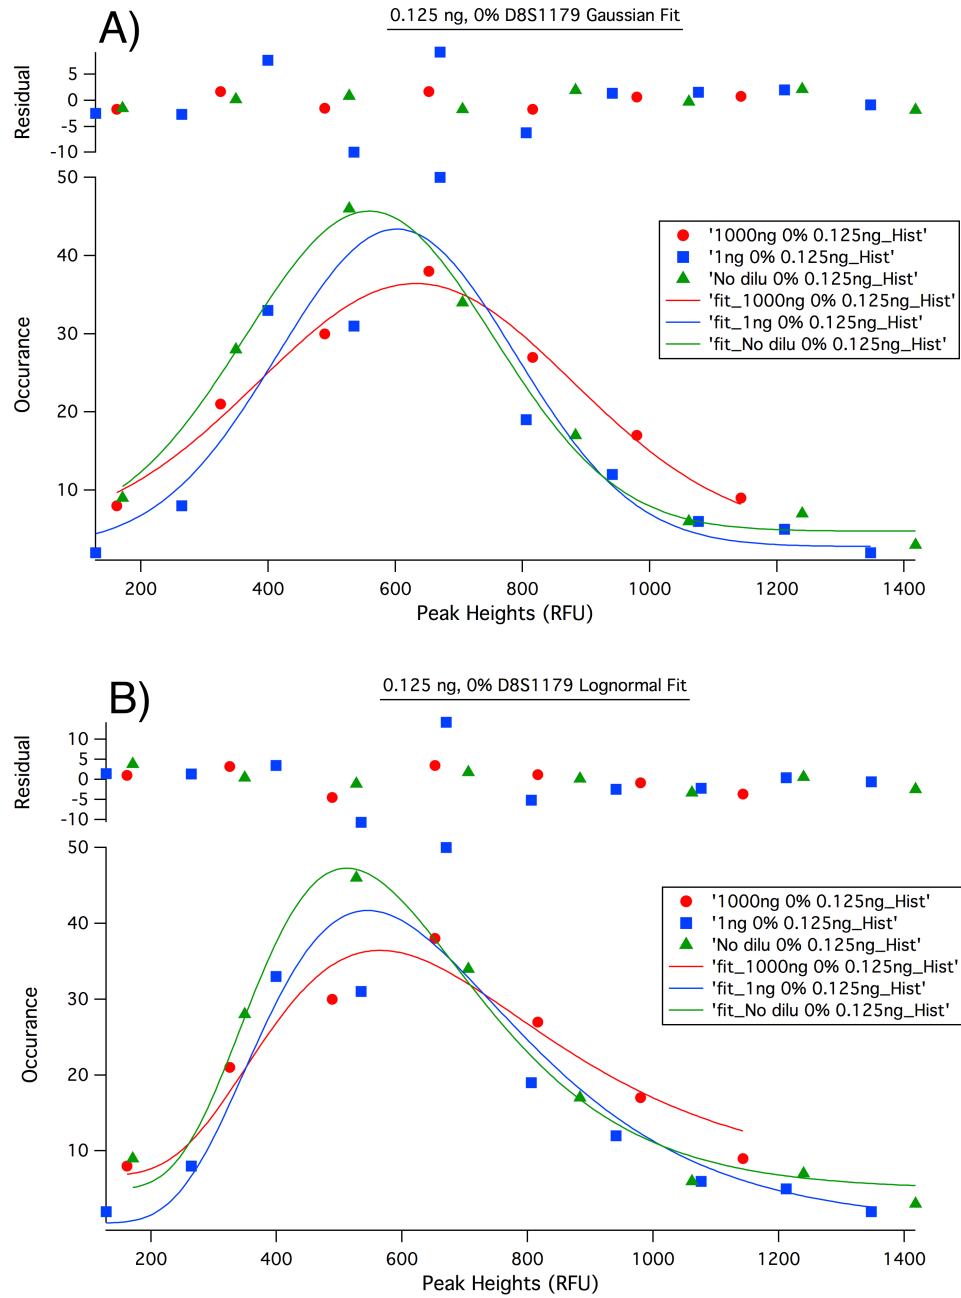 A)
0.125 ng, 0% D8S1179 Gaussian Fit
Residual
5
0
-5
-10
Occurance
50
40
30
20
10
'1000ng 0% 0.125ng_Hist'
'1ng 0% 0.125ng_Hist'
'No dilu 0% 0.125ng_Hist'
'fit_1000ng 0% 0.125ng_Hist'
'fit_1ng 0% 0.125ng_Hist'
'fit_No dilu 0% 0.125ng_Hist'
200 400 600 800 1000 1200 1400
Peak Heights (RFU)
B)
0.125 ng, 0% D8S1179 Lognormal Fit
Residual
10
5
0
-5
-10
Occurance
50
40
30
20
10
'1000ng 0% 0.125ng_Hist'
'1ng 0% 0.125ng_Hist'
'No dilu 0% 0.125ng_Hist'
'fit_1000ng 0% 0.125ng_Hist'
'fit_1ng 0% 0.125ng_Hist'
'fit_No dilu 0% 0.125ng_Hist'
200 400 600 800 1000 1200 1400
Peak Heights (RFU)